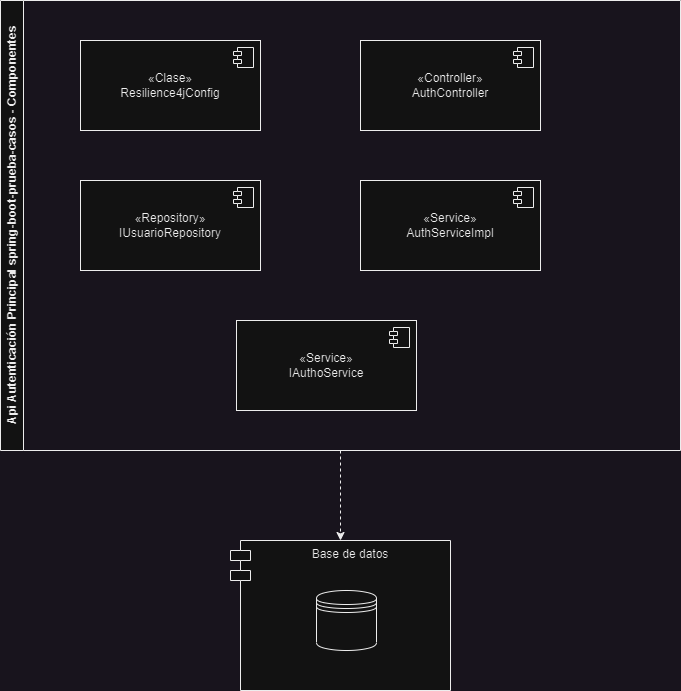 Api Autenticación Principal spring-boot-prueba-casos - Componentes
«Clase»
Resilience4jConfig
«Controller»
AuthController
«Repository»
IUsuarioRepository
«Service»
AuthServiceImpl
«Service»
IAuthoService
Base de datos